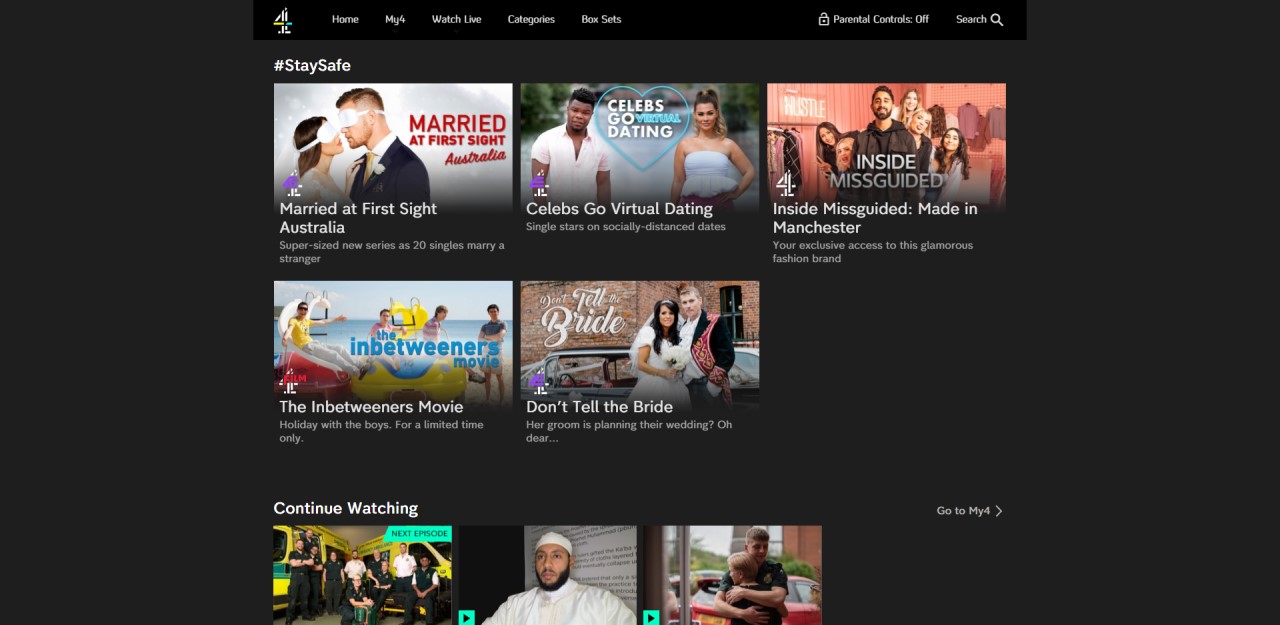 Home My4 Watch Live Categories Box Sets Parental Controls: Off Search
#StaySafe
MARRIED
AT FIRST SIGHT
Australia
Married at First Sight
Australia
Super-sized new series as 20 singles marry a
stranger
CELEBS
GO VIRTUAL
DATING
Celebs Go Virtual Dating
Single stars on socially-distanced dates
HUSTLE
INSIDE
MISSGUIDED
Inside Missguided: Made in
Manchester
Your exclusive access to this glamorous
fashion brand
the
inbetweeners
movie
FILM
The Inbetweeners Movie
Holiday with the boys. For a limited time
only.
Don't Tell the
Bride
Don't Tell the Bride
Her groom is planning their wedding? Oh
dear...
Continue Watching
Go to My4
NEXT EPISODE